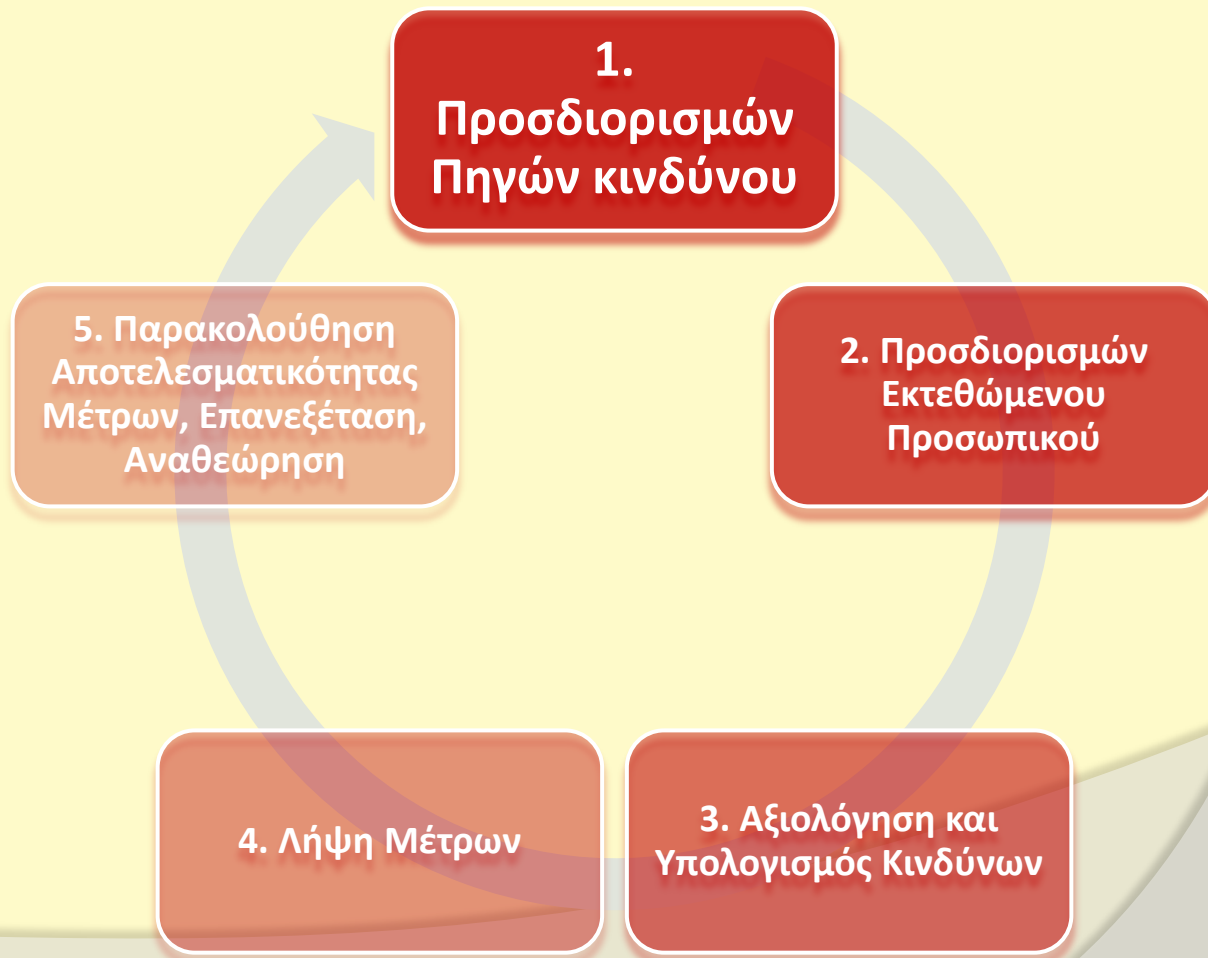 1.
Προσδιορισμών
Πηγών κινδύνου
2. Προσδιορισμών
Εκτεθώμενου
Προσωπικού
3. Αξιολόγηση και
Υπολογισμός Κινδύνων
4. Λήψη Μέτρων
5. Παρακολούθηση
Αποτελεσματικότητας
Μέτρων, Επανεξέταση,
Αναθεώρηση